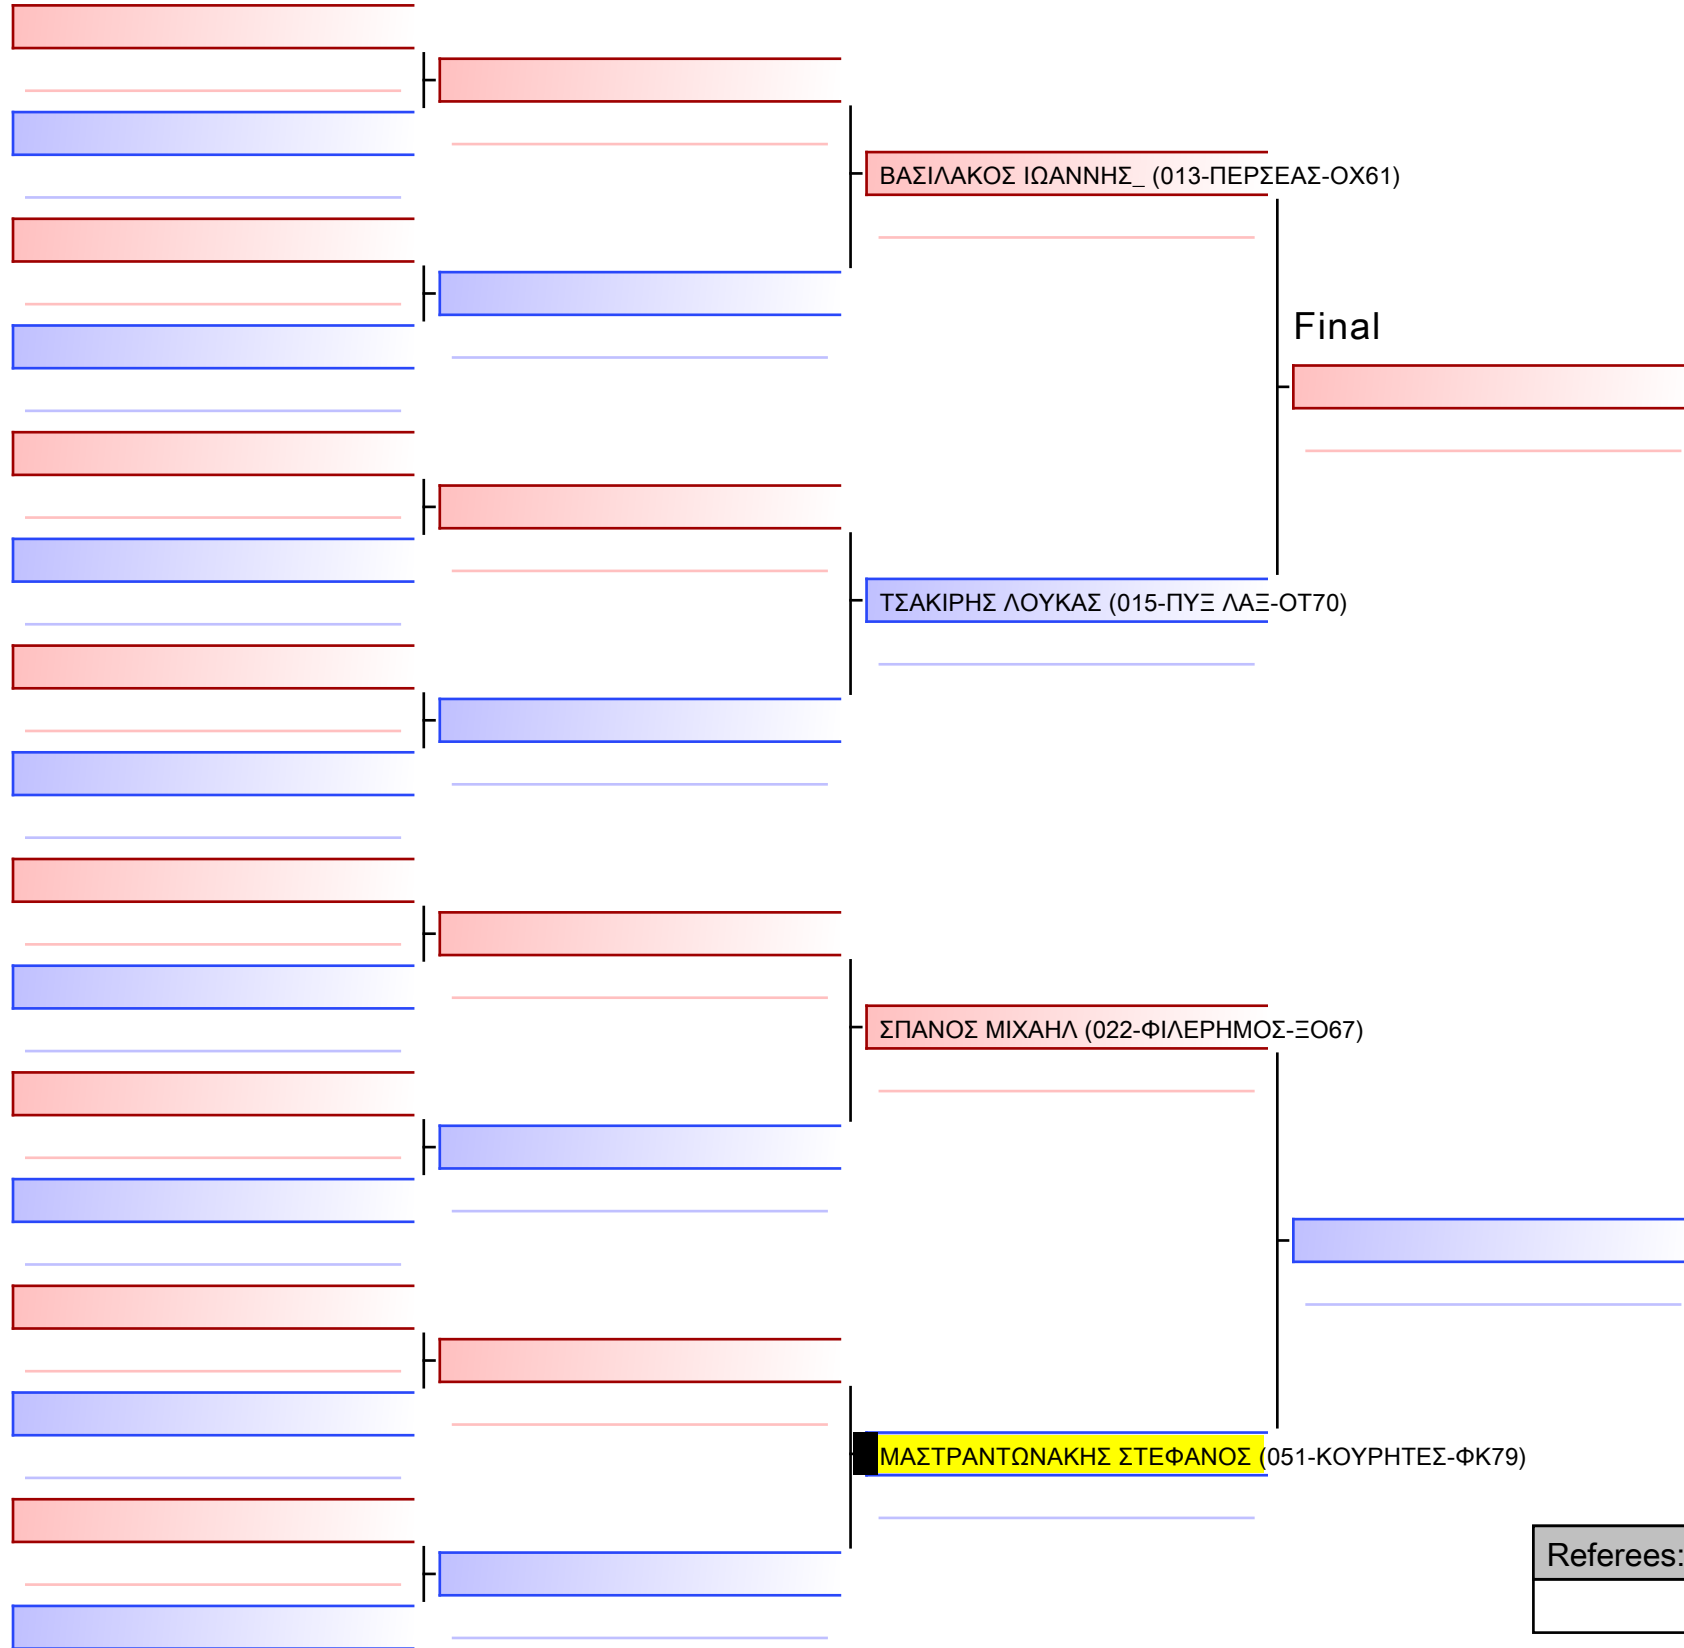 ΒΑΣΙΛΑΚΟΣ ΙΩΑΝΝΗΣ_ (013-ΠΕΡΣΕΑΣ-ΟΧ61)
Final
ΤΣΑΚΙΡΗΣ ΛΟΥΚΑΣ (015-ΠΥΞ ΛΑΞ-ΟΤ70)
ΣΠΑΝΟΣ ΜΙΧΑΗΛ (022-ΦΙΛΕΡΗΜΟΣ-ΞΟ67)
ΜΑΣΤΡΑΝΤΩΝΑΚΗΣ ΣΤΕΦΑΝΟΣ (051-ΚΟΥΡΗΤΕΣ-ΦΚ79)
Referees: